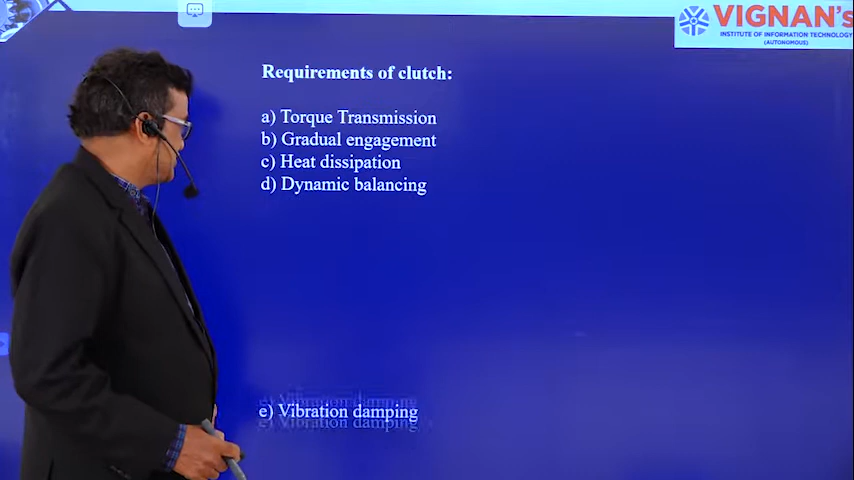 VIGNAN's
INSTITUTE OF INFORMATION TECHNOLOGY
(AUTONOMOUS)
Requirements of clutch:
a) Torque Transmission
b) Gradual engagement
c) Heat dissipation
d) Dynamic balancing
e) Vibration damping